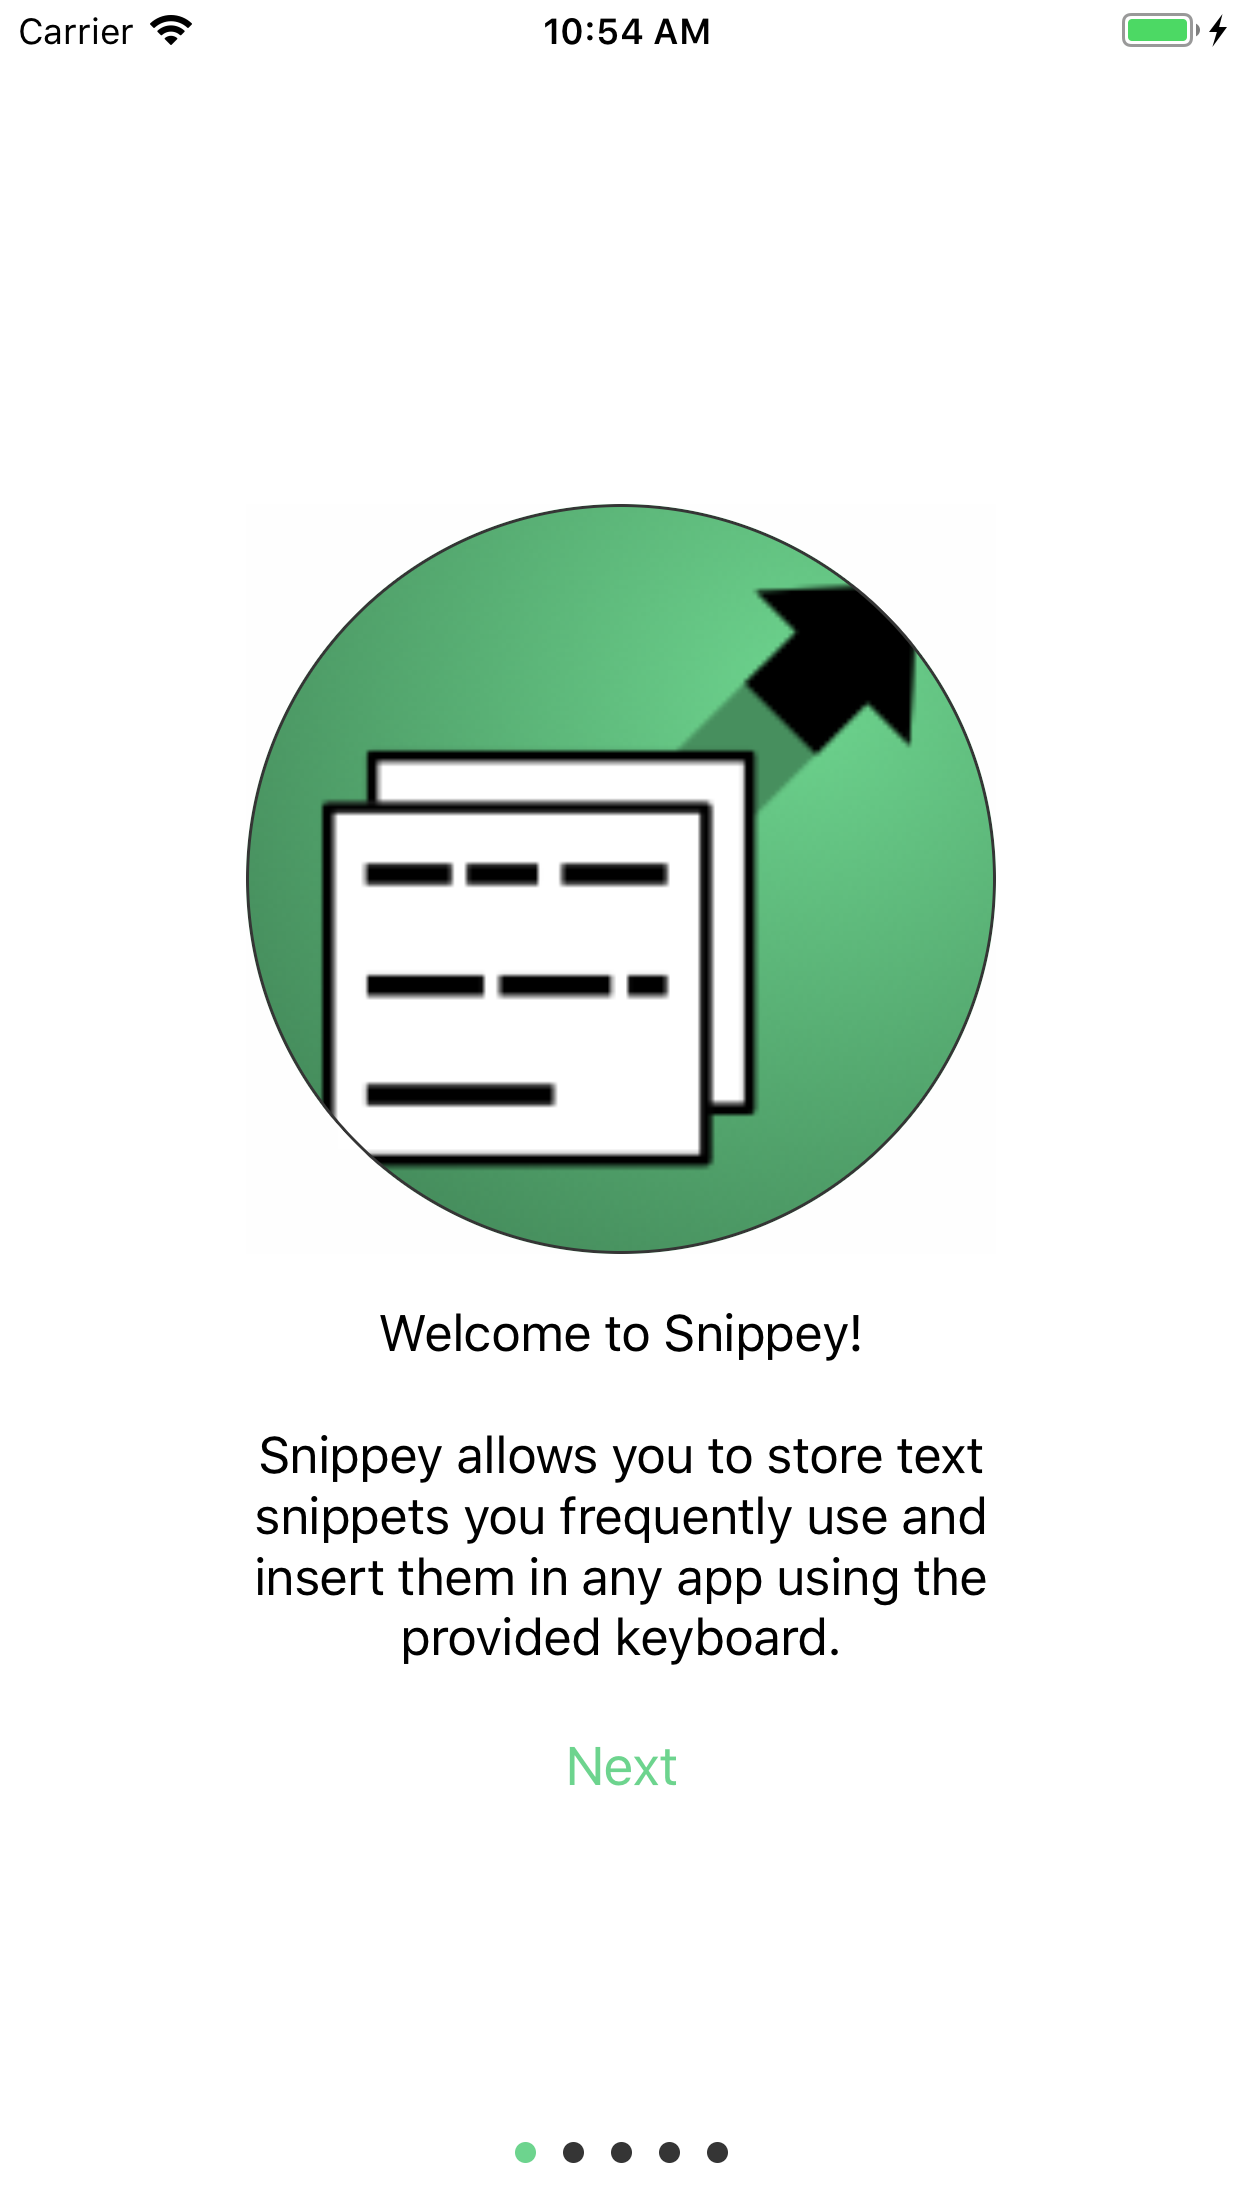 Carrier 10:54 AM
Welcome to Snippey!
Snippey allows you to store text
snippets you frequently use and
insert them in any app using the
provided keyboard.
Next